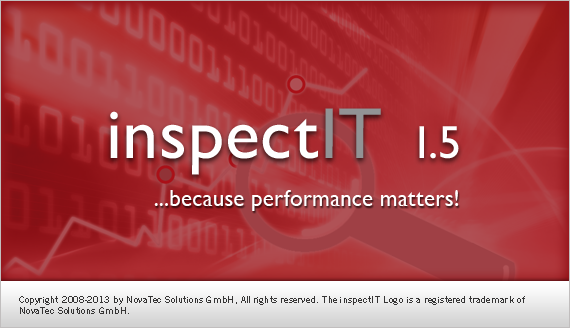 inspectIT 1.5
...because performance matters!
Copyright 2008-2013 by NovaTec Solutions GmbH, All rights reserved. The inspectIT Logo is a registered trademark of
NovaTec Solutions GmbH.